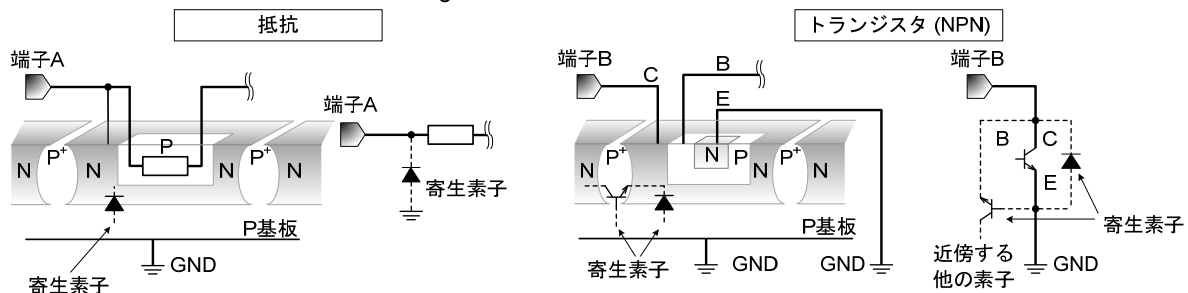 抵抗
トランジスタ (NPN)
端子A
端子A
端子B
C
B
E
端子B
N
P+
N
P
N
P+
N
寄生素子
P基板
GND
寄生素子
N
P+
N
N
P
N
P+
N
P基板
寄生素子
GND
GND
B
C
E
寄生素子
近傍する
他の素子
GND